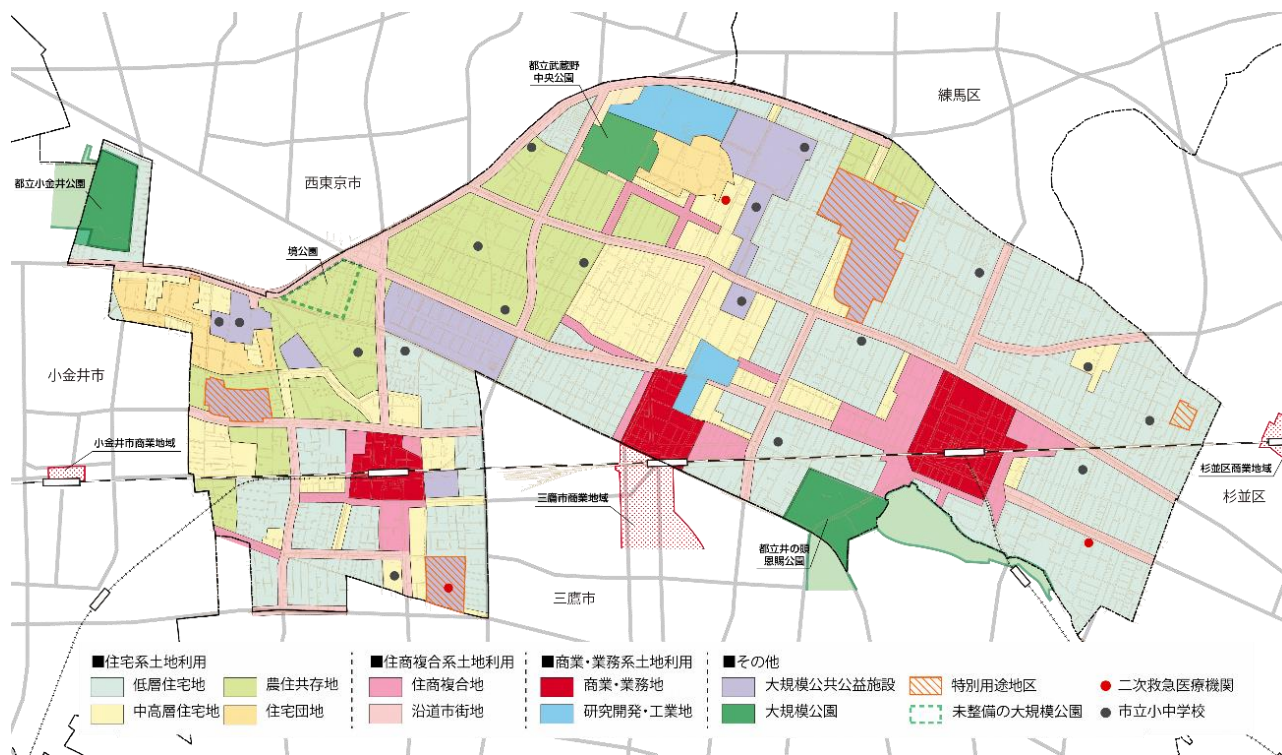 都立武蔵野
中央公園
練馬区
西東京市
都立小金井公園
境公園
小金井市
小金井市商業地域
三鷹市商業地域
杉並区商業地域
杉並区
都立井の頭
恩賜公園
三鷹市
■住宅系土地利用
低層住宅地
農住共存地
中高層住宅地
住宅団地
■住商複合系土地利用
住商複合地
沿道市街地
■商業・業務系土地利用
商業・業務地
研究開発・工業地
■その他
大規模公共公益施設
特別用途地区
二次救急医療機関
大規模公園
未整備の大規模公園
市立小中学校